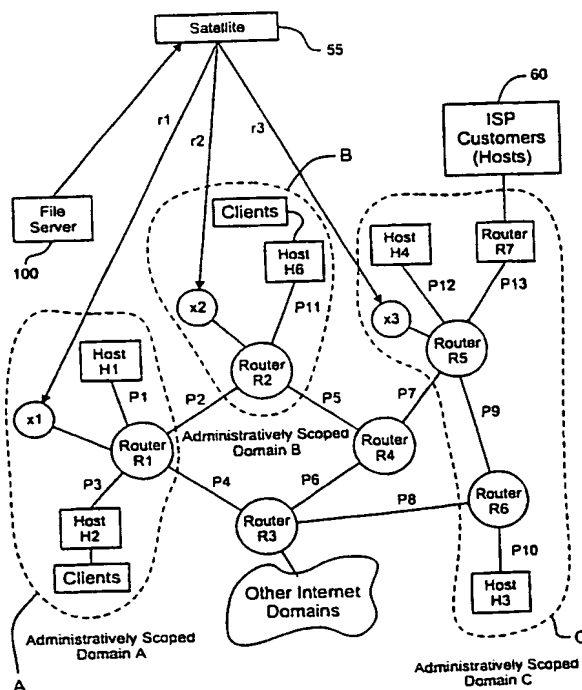 Satellite
55
r1
r2
r3
60
ISP
Customers
(Hosts)
B
File
Server
100
Clients
Host
H6
Host
H4
Router
R7
P12
P13
x2
P11
x3
Host
H1
Router
R2
Router
R5
x1
P1
P2
P5
P7
P9
Router
R1
Administratively Scoped
Domain B
Router
R4
P3
P4
P6
P8
Host
H2
Router
R3
Router
R6
Clients
P10
Other Internet
Domains
Host
H3
A
Administratively Scoped
Domain A
Administratively Scoped
Domain C
C